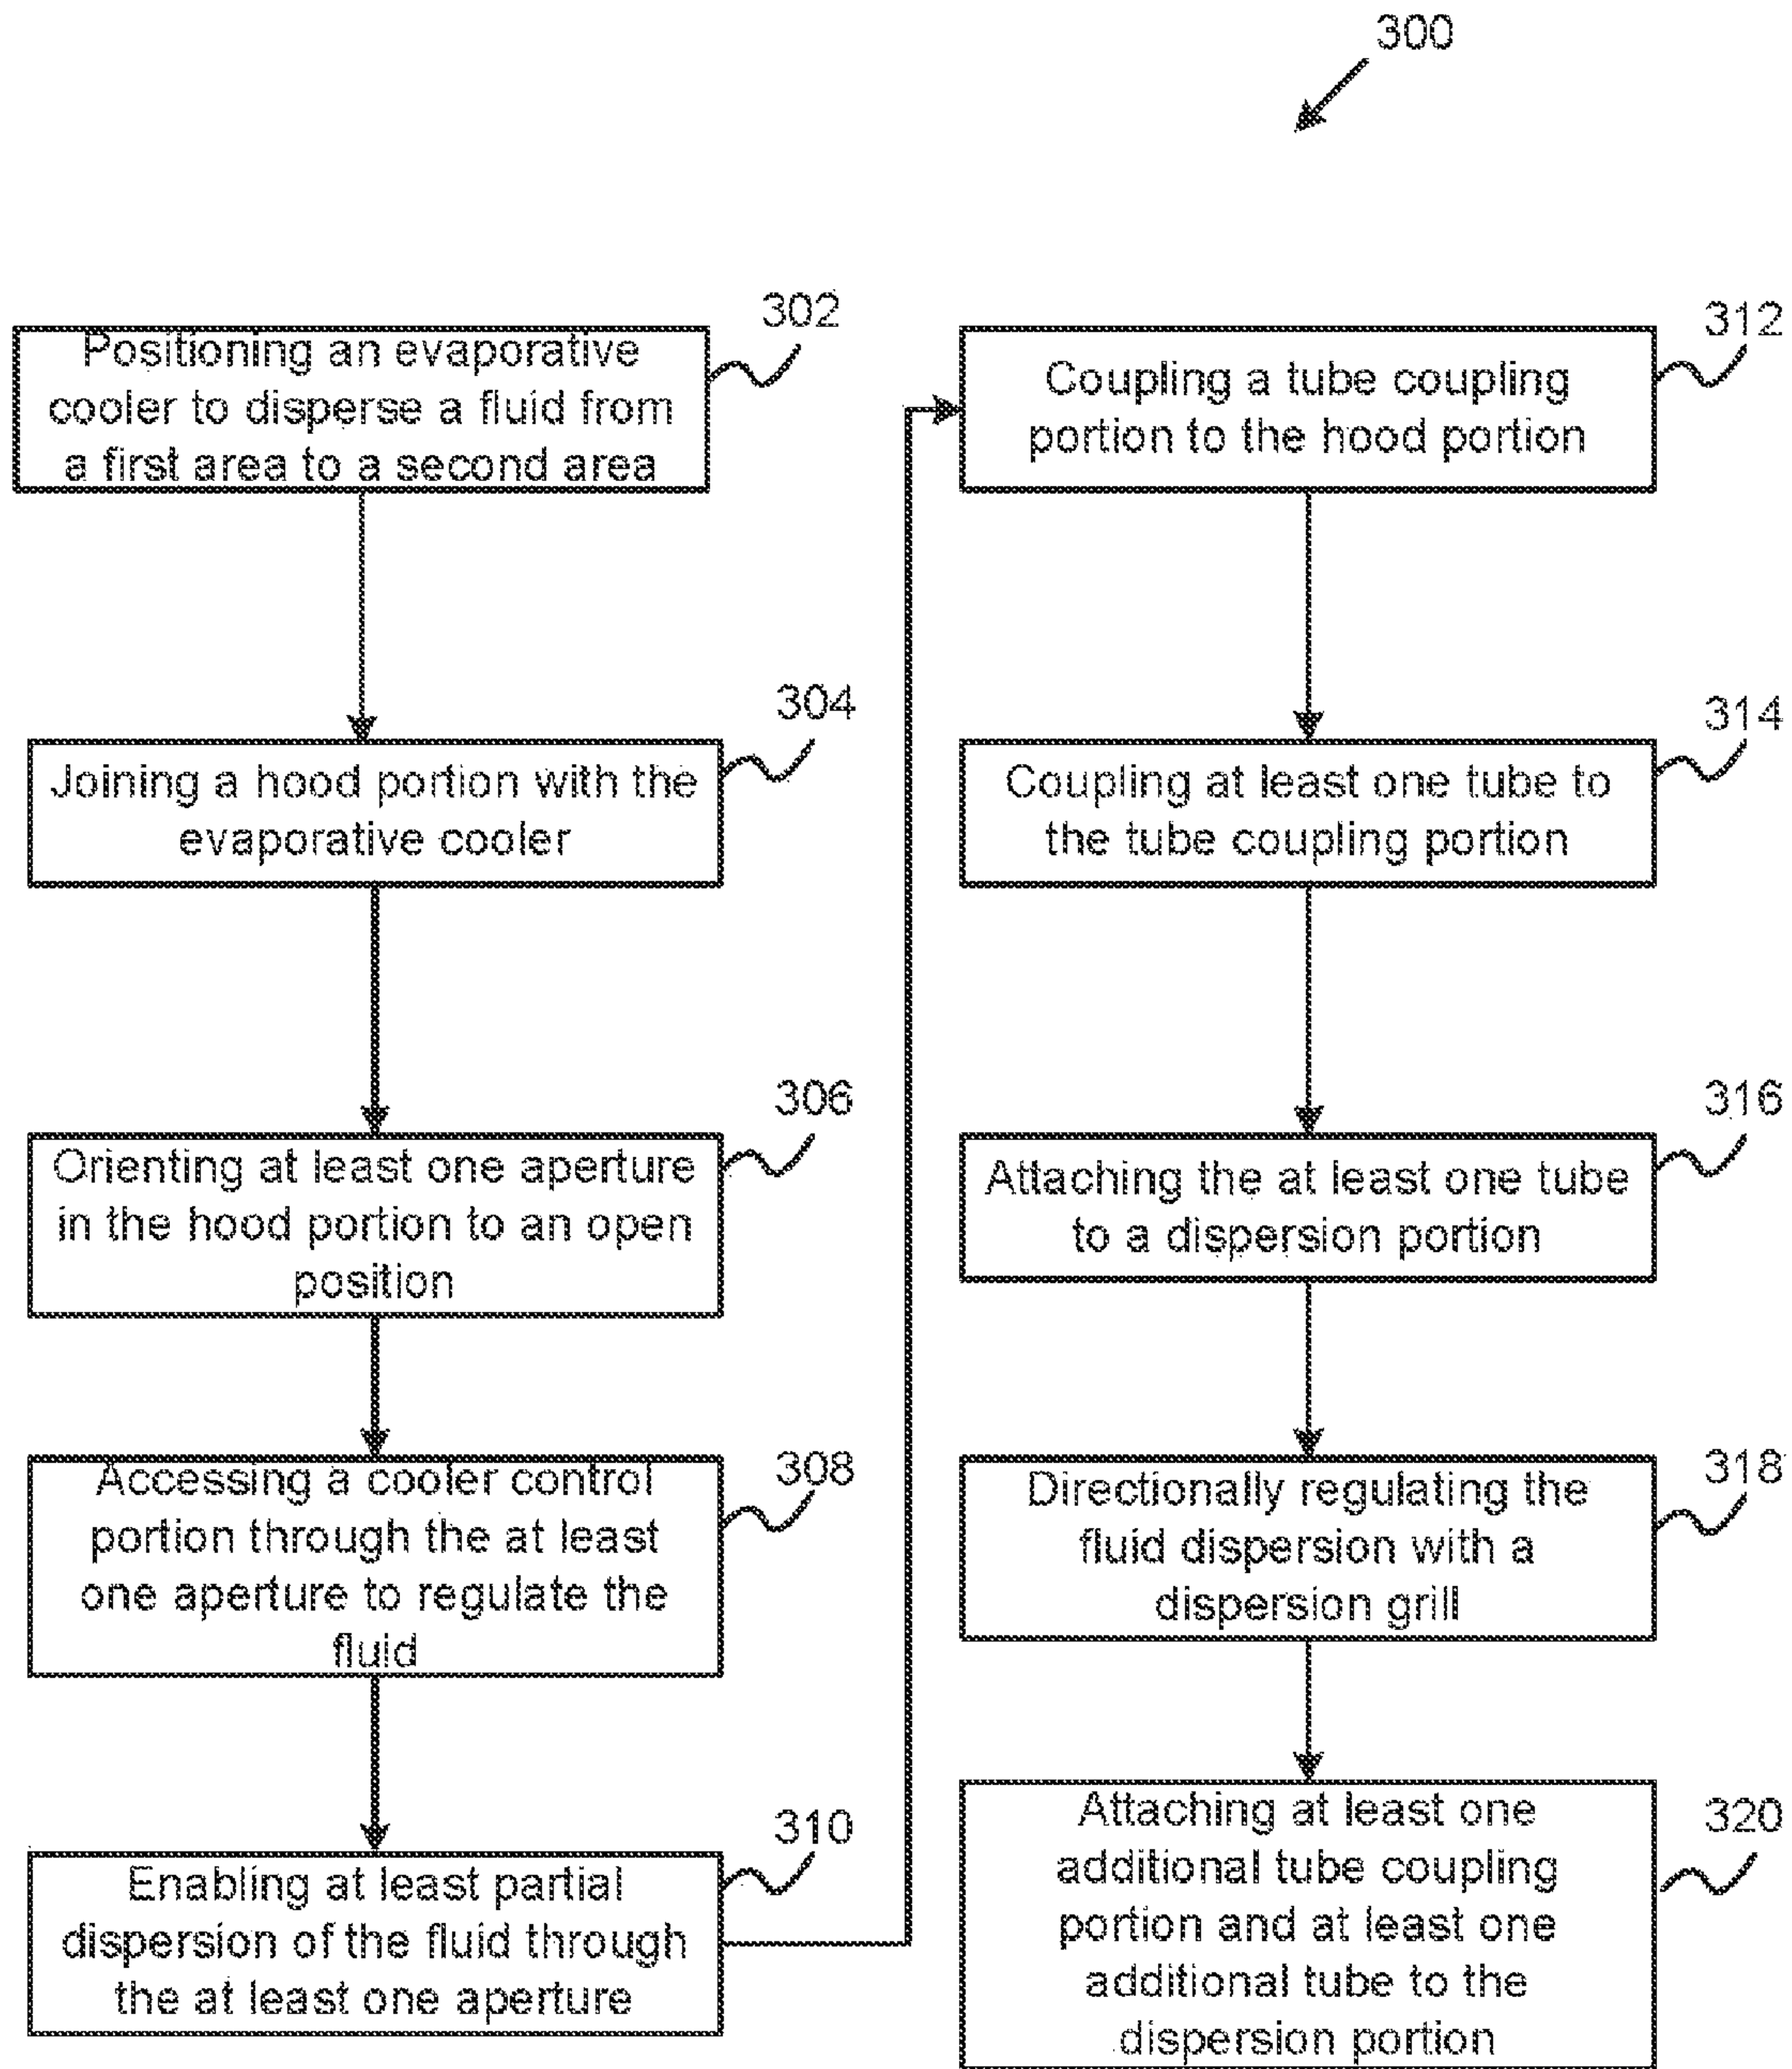 300
302
Positioning an evaporative
cooler to disperse a fluid from
a first area to a second area
304
Joining a hood portion with the
evaporative cooler
306
Orienting at least one aperture
in the hood portion to an open
position
308
Accessing a cooler control
portion through the at least
one aperture to regulate the
fluid
310
Enabling at least partial
dispersion of the fluid through
the at least one aperture
312
Coupling a tube coupling
portion to the hood portion
314
Coupling at least one tube to
the tube coupling portion
316
Attaching the at least one tube
to a dispersion portion
318
Directionally regulating the
fluid dispersion with a
dispersion grill
320
Attaching at least one
additional tube coupling
portion and at least one
additional tube to the
dispersion portion